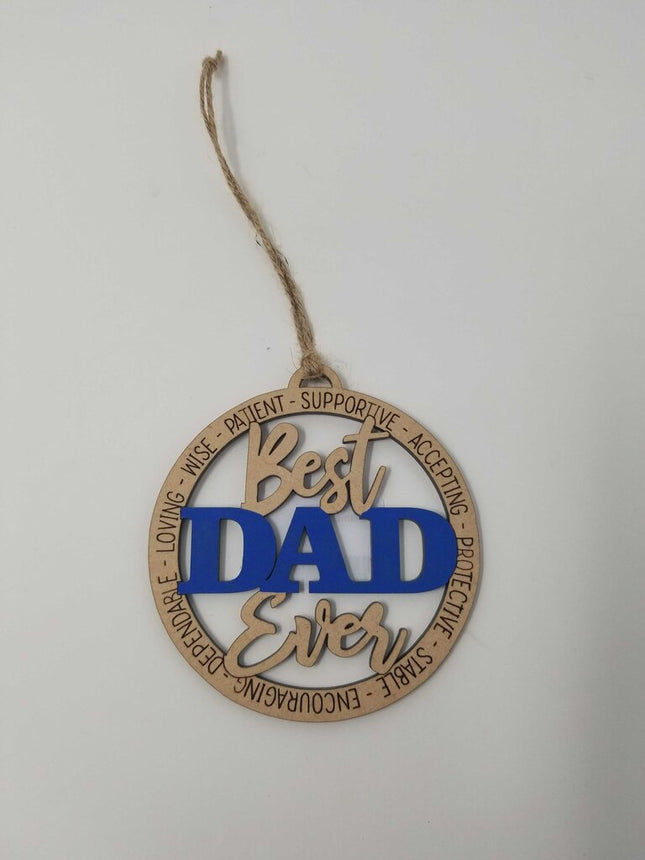 Best
DAD
Ever
LOVING - WISE - PATIENT - SUPPORTIVE - ACCEPTING - PROTECTIVE - STABLE - ENCOURAGING - DEPENDABLE -